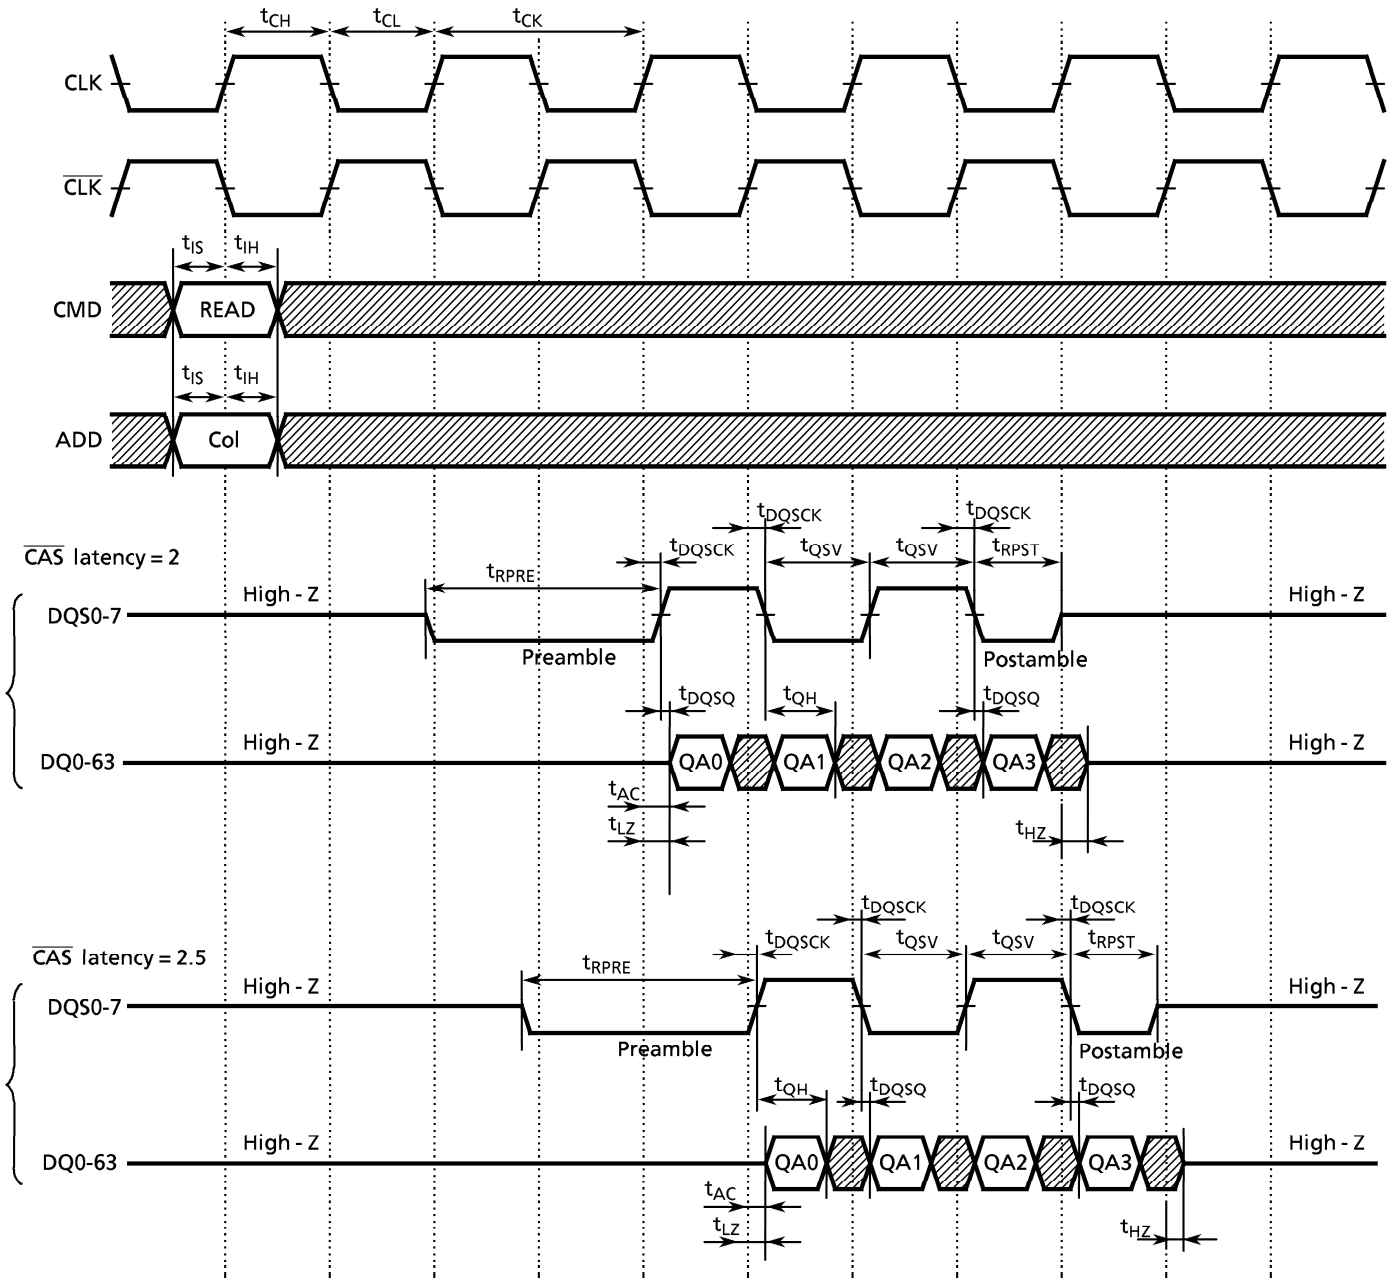 tCH tCL tCK
CLK
CLK
tIS tIH
CMD READ
tIS tIH
ADD Col
tDQSCK tDQSCK
CAS latency = 2
tDQSCK tQSV tQSV tRPST
tRPRE
High - Z High - Z
DQS0-7
Preamble Postamble
tDQSQ tQH tDQSQ
High - Z High - Z
DQ0-63 QA0 QA1 QA2 QA3
tAC
tLZ tHZ
tDQSCK tDQSCK
CAS latency = 2.5
tDQSCK tQSV tQSV tRPST
tRPRE
High - Z High - Z
DQS0-7
Preamble Postamble
tQH tDQSQ tDQSQ
High - Z High - Z
DQ0-63 QA0 QA1 QA2 QA3
tAC
tLZ tHZ